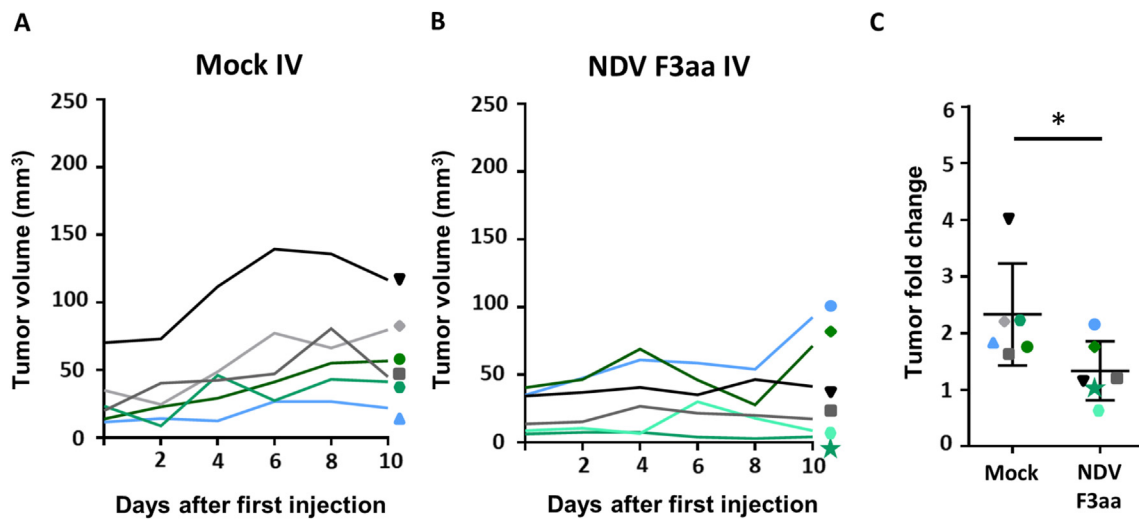 A
Mock IV
Tumor volume (mm³)
250
200
150
100
50
0
2
4
6
8
10
Days after first injection
B
NDV F3aa IV
Tumor volume (mm³)
250
200
150
100
50
0
2
4
6
8
10
Days after first injection
C
Tumor fold change
6
5
4
3
2
1
0
*
Mock
NDV
F3aa